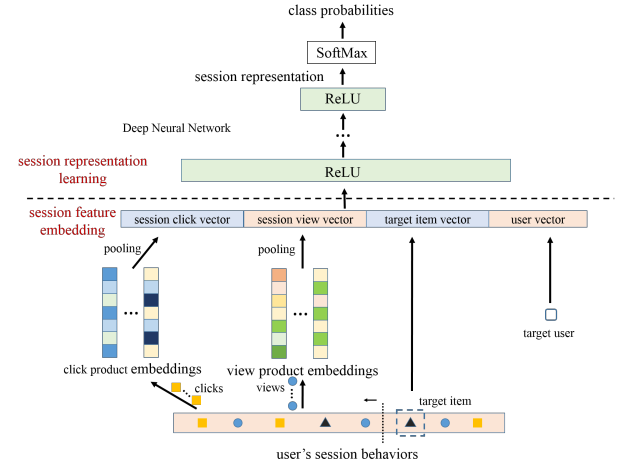 class probabilities
SoftMax
session representation
ReLU
Deep Neural Network
...
session representation
learning
ReLU
session feature
embedding
session click vector
session view vector
target item vector
user vector
pooling
pooling
...
...
target user
click product embeddings
view product embeddings
clicks
views
target item
user's session behaviors